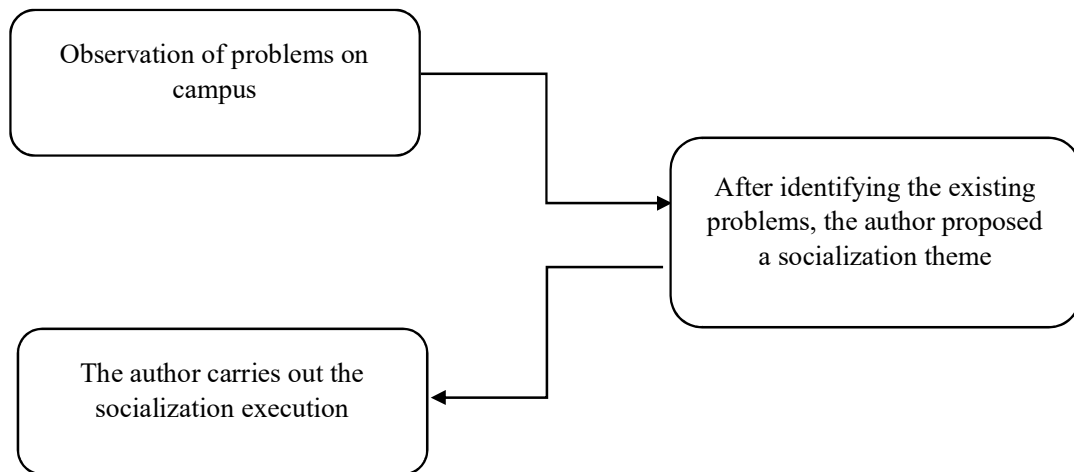 Observation of problems on
campus
After identifying the existing
problems, the author proposed
a socialization theme
The author carries out the
socialization execution